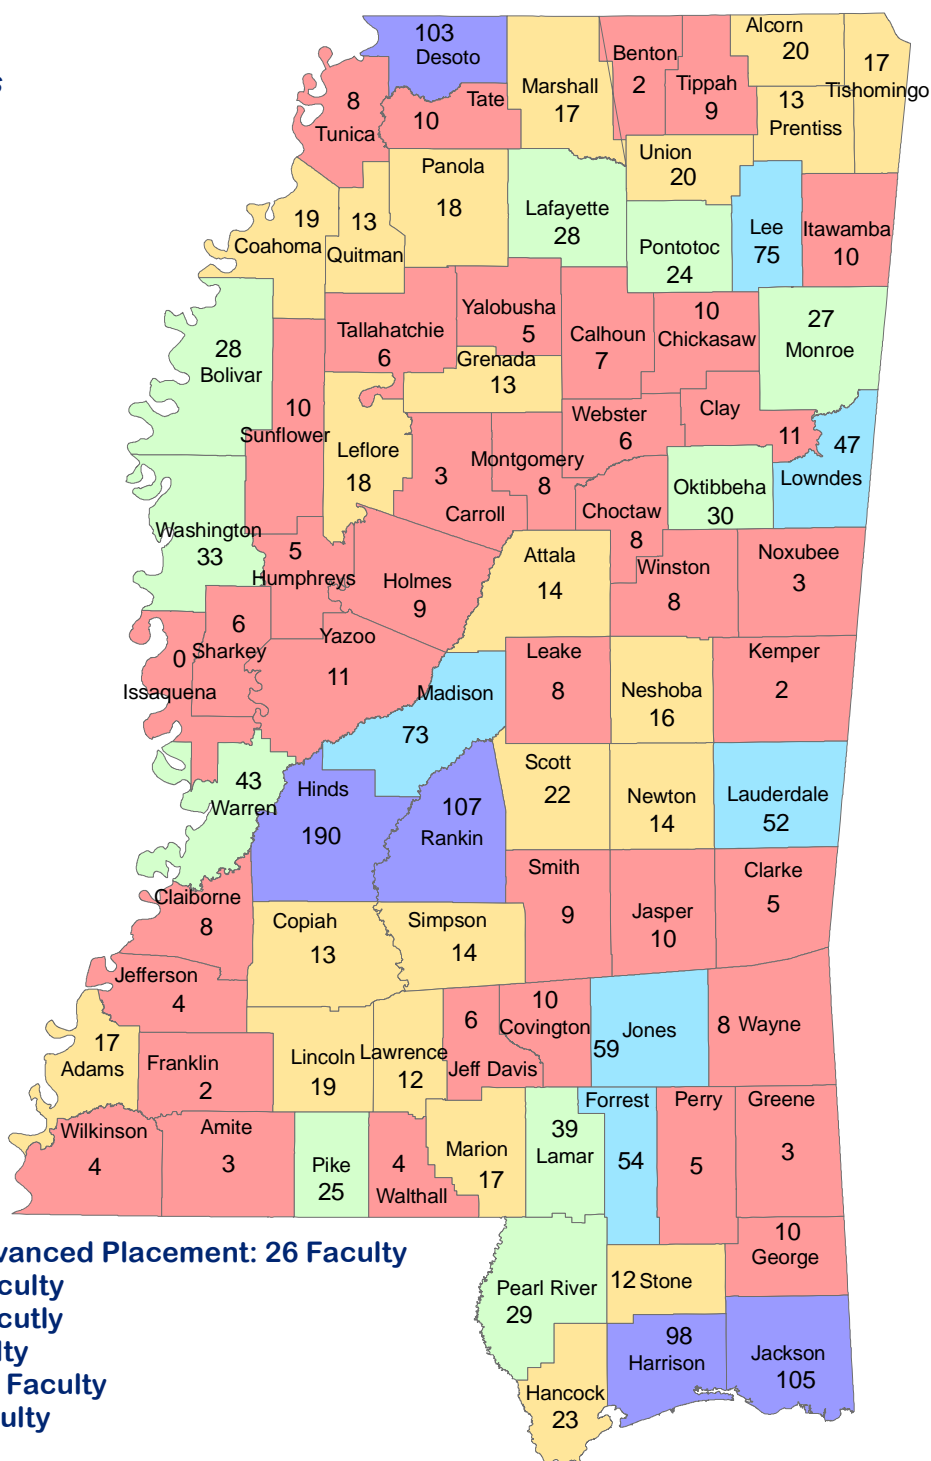 103
Desoto
Marshall
17
Benton
2
Tippah
9
Alcorn
20
17
Tishomingo
13
Prentiss
8
Tunica
Tate
10
Union
20
Panola
18
19
Coahoma
13
Quitman
Lafayette
28
Pontotoc
24
Lee
75
Itawamba
10
28
Bolivar
10
Sunflower
Tallahatchie
6
Yalobusha
5
Calhoun
7
10
Chickasaw
27
Monroe
Grenada
13
Leflore
18
3
Carroll
Montgomery
8
Webster
6
Clay
11
47
Lowndes
Oktibbeha
30
Choctaw
8
Washington
33
5
Humphreys
Holmes
9
Attala
14
Winston
8
Noxubee
3
6
Sharkey
0
Issaquena
Yazoo
11
Madison
73
Leake
8
Neshoba
16
Kemper
2
43
Warren
Hinds
190
107
Rankin
Scott
22
Newton
14
Lauderdale
52
Claiborne
8
Copiah
13
Simpson
14
Smith
9
Jasper
10
Clarke
5
Jefferson
4
17
Adams
Franklin
2
Lincoln
19
Lawrence
12
6
Jeff Davis
10
Covington
59 Jones
8 Wayne
Wilkinson
4
Amite
3
Pike
25
4
Walthall
Marion
17
39
Lamar
Forrest
54
Perry
5
Greene
3
10
George
Pearl River
29
12 Stone
98
Harrison
Jackson
105
Hancock
23
vanced Placement: 26 Faculty
culty
cutly
lty
Faculty
ulty